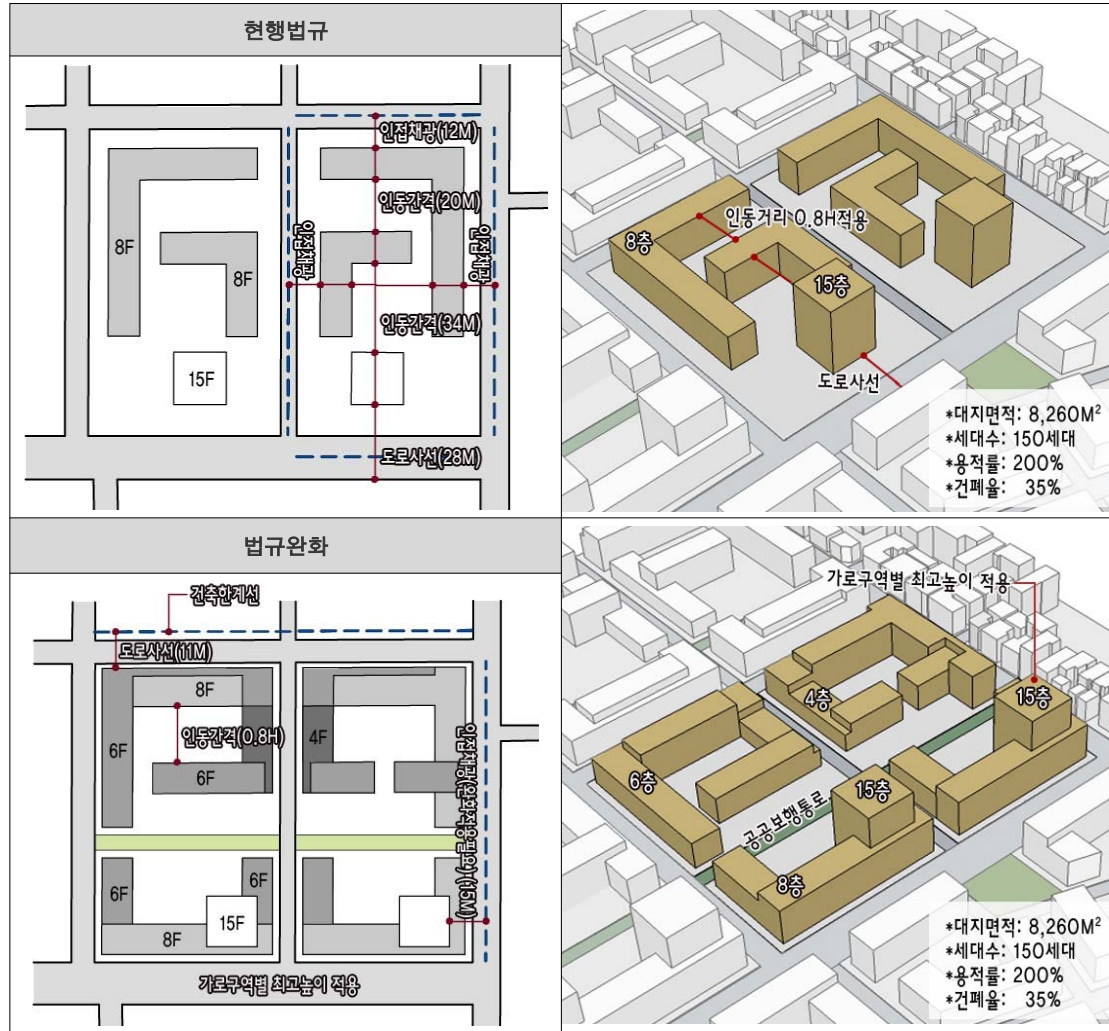 현행법규
인접채광(12M)
인동간격(20M)
인접채광
인접채광
8F
8F
인동간격(34M)
15F
도로사선(28M)
인동거리 0.8H적용
8층
15층
도로사선
*대지면적: 8,260M²
*세대수: 150세대
*용적률: 200%
*건폐율: 35%
법규완화
건축한계선
도로사선(11M)
8F
인동간격(0.8H)
6F
4F
6F
6F
6F
15F
8F
가로구역별 최고높이 적용
가로구역별 최고높이 적용
4층
15층
6층
15층
공공보행통로
8층
*대지면적: 8,260M²
*세대수: 150세대
*용적률: 200%
*건폐율: 35%